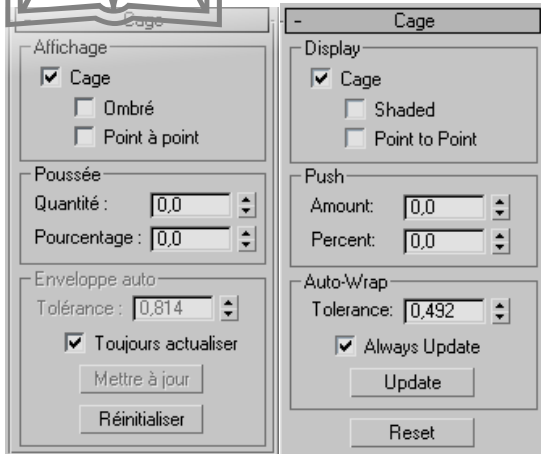 Cage
Affichage
Cage
Ombré
Point à point
Poussée
Quantité :
0,0
Pourcentage :
0,0
Enveloppe auto
Tolérance :
0,814
Toujours actualiser
Mettre à jour
Réinitialiser
- Cage
Display
Cage
Shaded
Point to Point
Push
Amount:
0,0
Percent:
0,0
Auto-Wrap
Tolerance:
0,492
Always Update
Update
Reset